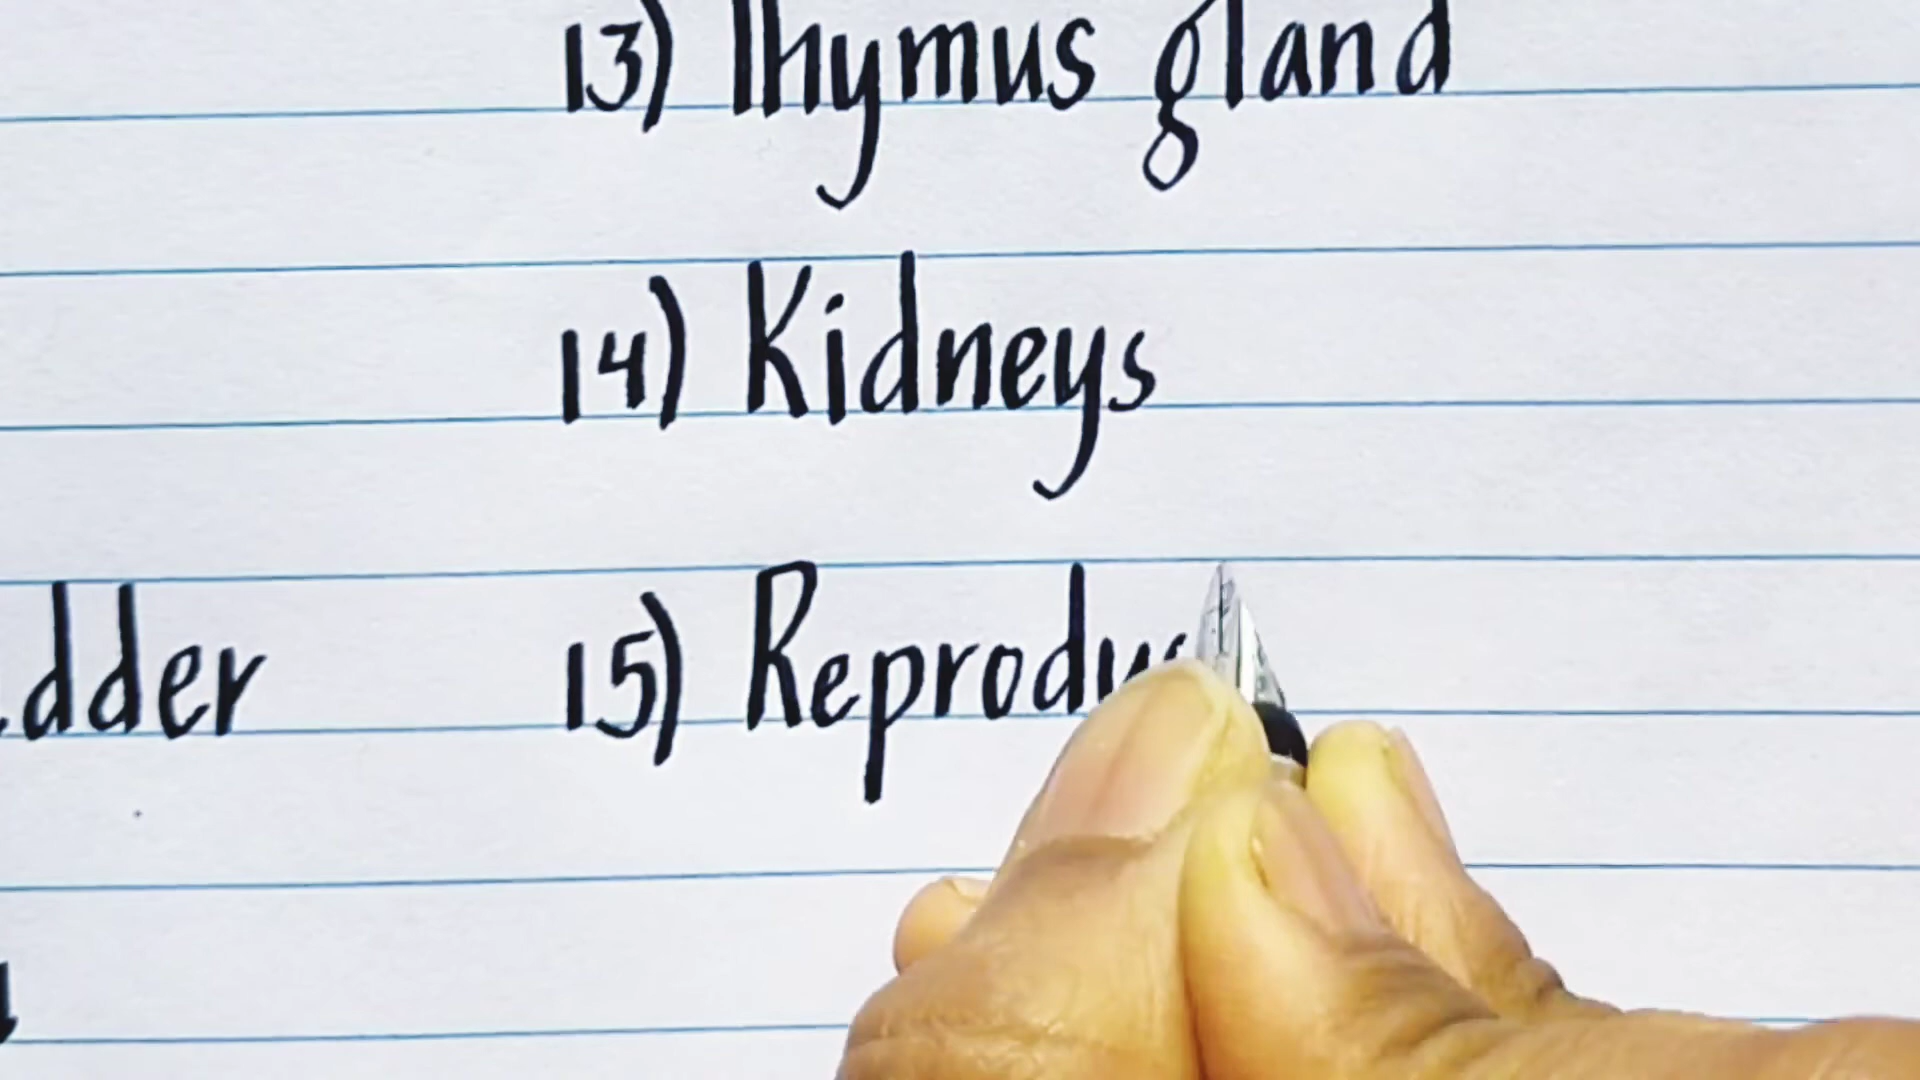 13) Thymus gland
14) Kidneys
15) Reprodu